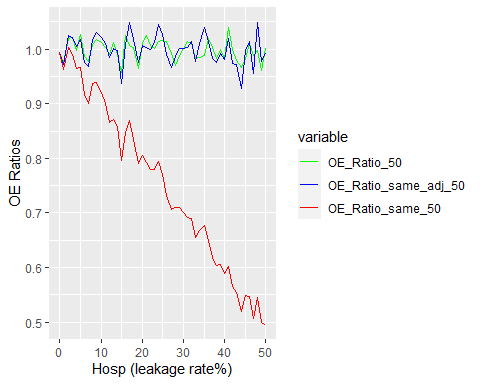 1.0
0.9
0.8
0.7
0.6
0.5
OE Ratios
0 10 20 30 40 50
Hosp (leakage rate%)
variable
OE_Ratio_50
OE_Ratio_same_adj_50
OE_Ratio_same_50